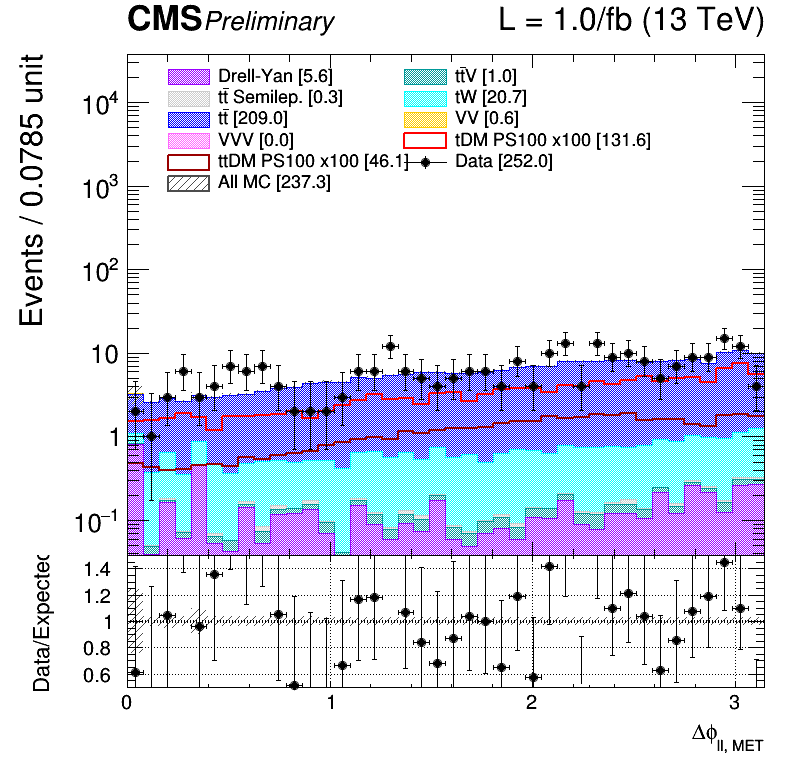 CMS Preliminary L = 1.0/fb (13 TeV)
Events / 0.0785 unit
10⁴
10³
10²
10
1
10⁻¹
Drell-Yan [5.6]
tt̄ Semilep. [0.3]
tt̄ [209.0]
VVV [0.0]
ttDM PS100 x100 [46.1]
All MC [237.3]
tt̄V [1.0]
tW [20.7]
VV [0.6]
tDM PS100 x100 [131.6]
Data [252.0]
Data/Expected
1.4
1.2
1
0.8
0.6
0 1 2 3
Δϕ ll, MET